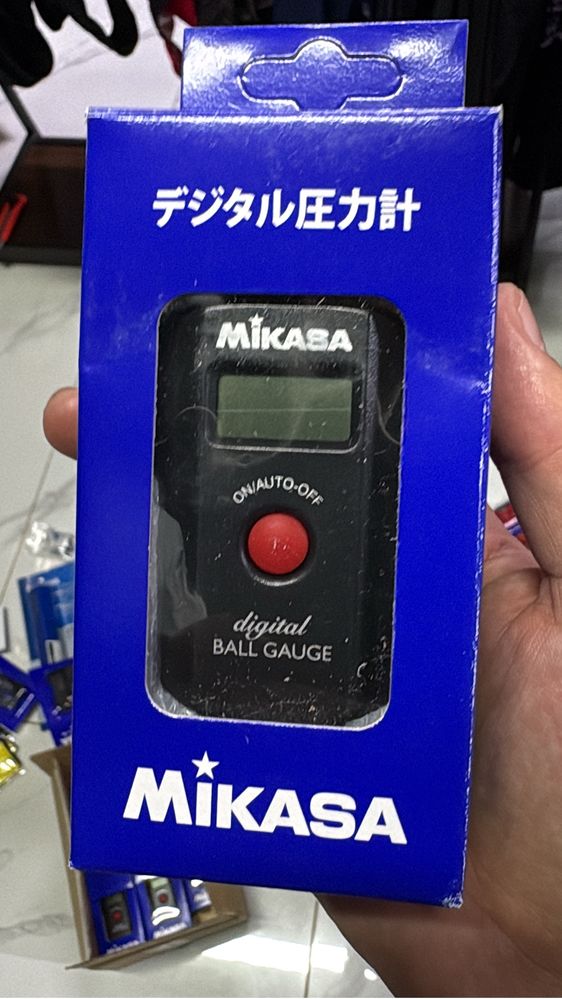 デジタル圧力計
MIKASA
ON/AUTO-OFF
digital
BALL GAUGE
MIKASA